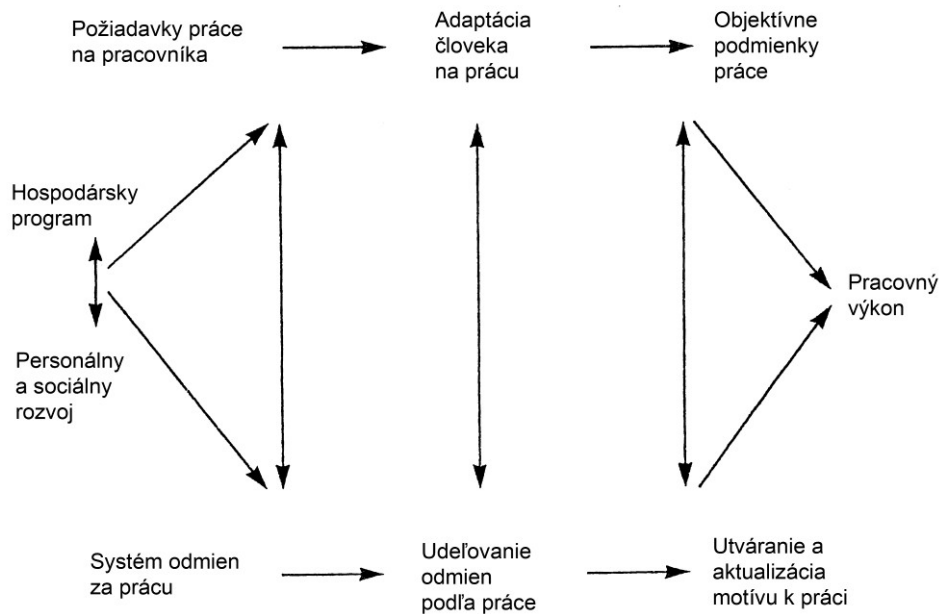 Požiadavky práce
na pracovníka
Adaptácia
človeka
na prácu
Objektívne
podmienky
práce
Hospodársky
program
Personálny
a sociálny
rozvoj
Pracovný
výkon
Systém odmien
za prácu
Udeľovanie
odmien
podľa práce
Utváranie a
aktualizácia
motívu k práci